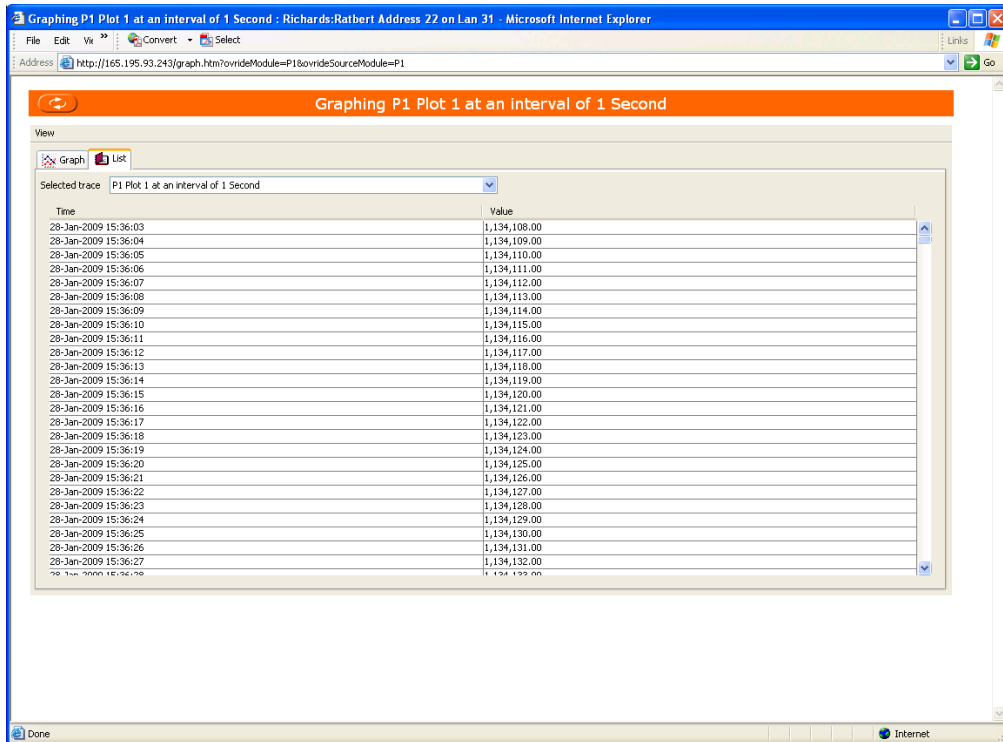 Graphing P1 Plot 1 at an interval of 1 Second : Richards:Ratbert Address 22 on Lan 31 - Microsoft Internet Explorer
File Edit Vie » Convert Select Links
Address http://165.195.93.243/graph.htm?ovrideModule=P1&ovrideSourceModule=P1 Go
Graphing P1 Plot 1 at an interval of 1 Second
View
Graph List
Selected trace P1 Plot 1 at an interval of 1 Second
Time Value
28-Jan-2009 15:36:03 1,134,108.00
28-Jan-2009 15:36:04 1,134,109.00
28-Jan-2009 15:36:05 1,134,110.00
28-Jan-2009 15:36:06 1,134,111.00
28-Jan-2009 15:36:07 1,134,112.00
28-Jan-2009 15:36:08 1,134,113.00
28-Jan-2009 15:36:09 1,134,114.00
28-Jan-2009 15:36:10 1,134,115.00
28-Jan-2009 15:36:11 1,134,116.00
28-Jan-2009 15:36:12 1,134,117.00
28-Jan-2009 15:36:13 1,134,118.00
28-Jan-2009 15:36:14 1,134,119.00
28-Jan-2009 15:36:15 1,134,120.00
28-Jan-2009 15:36:16 1,134,121.00
28-Jan-2009 15:36:17 1,134,122.00
28-Jan-2009 15:36:18 1,134,123.00
28-Jan-2009 15:36:19 1,134,124.00
28-Jan-2009 15:36:20 1,134,125.00
28-Jan-2009 15:36:21 1,134,126.00
28-Jan-2009 15:36:22 1,134,127.00
28-Jan-2009 15:36:23 1,134,128.00
28-Jan-2009 15:36:24 1,134,129.00
28-Jan-2009 15:36:25 1,134,130.00
28-Jan-2009 15:36:26 1,134,131.00
28-Jan-2009 15:36:27 1,134,132.00
28-Jan-2009 15:36:28 1,134,133.00
Done Internet